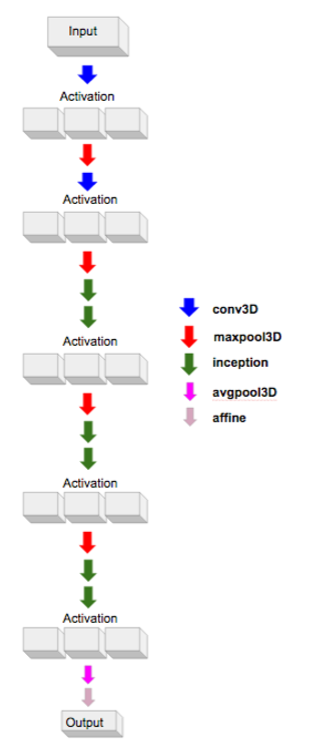 Input
Activation
Activation
Activation
Activation
Activation
Output
conv3D
maxpool3D
inception
avgpool3D
affine